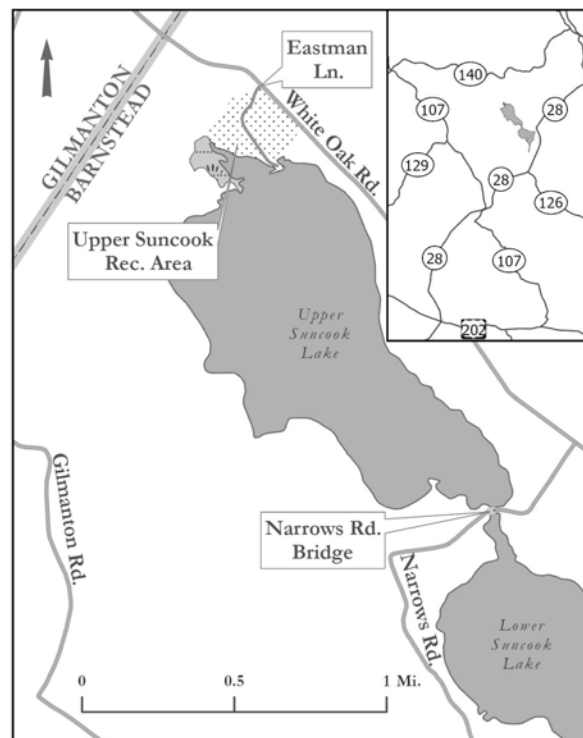 Eastman
Ln.
GILMANTON
BARNSTEAD
White Oak Rd.
Upper Suncook
Rec. Area
Upper
Suncook
Lake
140
107
28
129
28
126
28
107
202
Gilmanton Rd.
Narrows Rd.
Bridge
Narrows Rd.
Lower
Suncook
Lake
0
0.5
1 Mi.